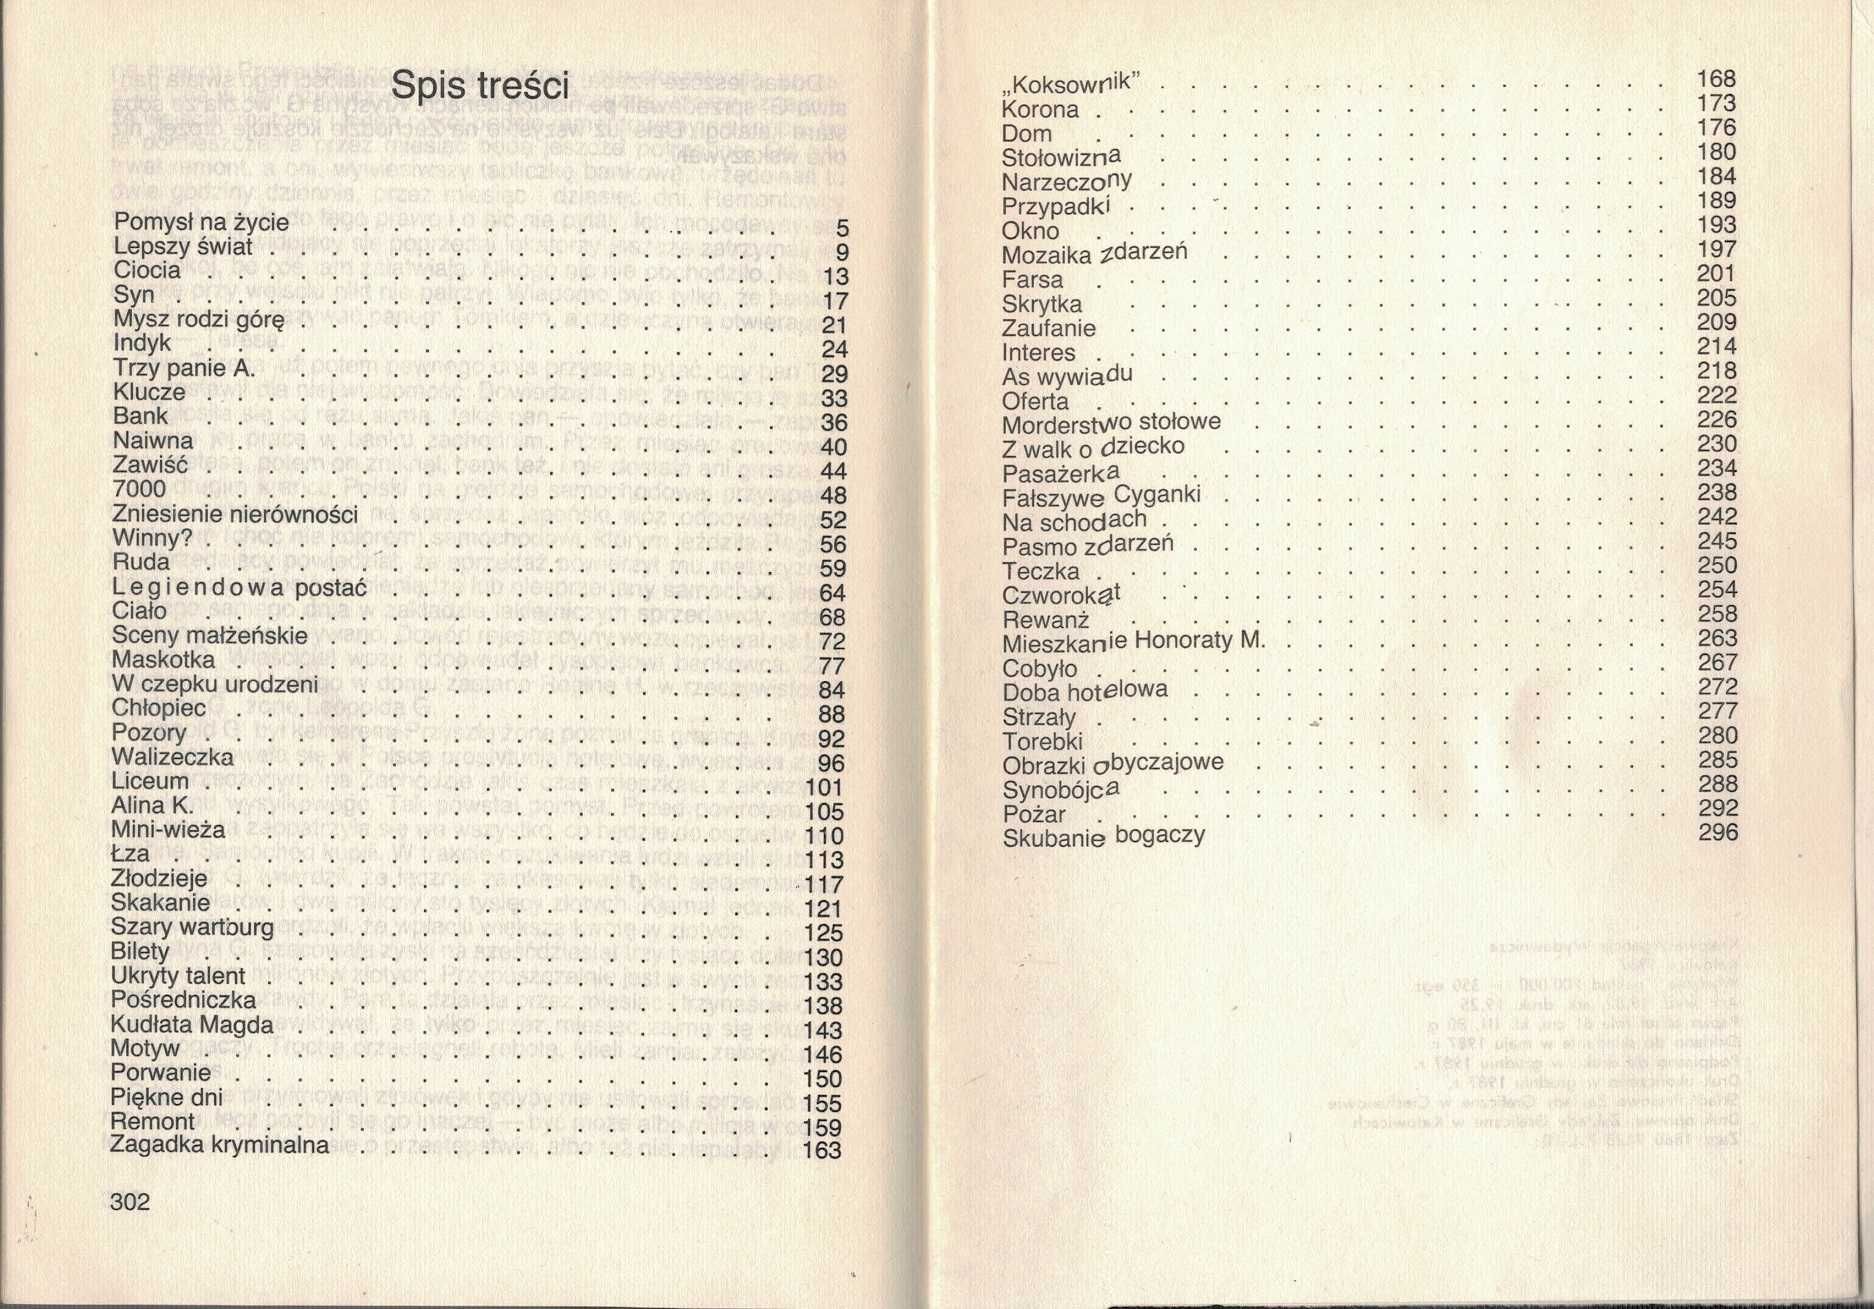 Spis treści
Pomysł na życie . . . . . . . . . . . . . . . 5
Lepszy świat . . . . . . . . . . . . . . . . . 9
Ciocia . . . . . . . . . . . . . . . . . . . 13
Syn . . . . . . . . . . . . . . . . . . . . 17
Mysz rodzi górę . . . . . . . . . . . . . . . . 21
Indyk . . . . . . . . . . . . . . . . . . . 24
Trzy panie A. . . . . . . . . . . . . . . . . . 29
Klucze . . . . . . . . . . . . . . . . . . . 33
Bank . . . . . . . . . . . . . . . . . . . 36
Naiwna . . . . . . . . . . . . . . . . . . 40
Zawiść . . . . . . . . . . . . . . . . . . . 44
7000 . . . . . . . . . . . . . . . . . . . 48
Zniesienie nierówności . . . . . . . . . . . . . 52
Winny? . . . . . . . . . . . . . . . . . . . 56
Ruda . . . . . . . . . . . . . . . . . . . 59
Legiendowa postać . . . . . . . . . . . . . 64
Ciało . . . . . . . . . . . . . . . . . . . 68
Sceny małżeńskie . . . . . . . . . . . . . . . 72
Maskotka . . . . . . . . . . . . . . . . . . 77
W czepku urodzeni . . . . . . . . . . . . . . 84
Chłopiec . . . . . . . . . . . . . . . . . . 88
Pozory . . . . . . . . . . . . . . . . . . . 92
Walizeczka . . . . . . . . . . . . . . . . . 96
Liceum . . . . . . . . . . . . . . . . . . . 101
Alina K. . . . . . . . . . . . . . . . . . . . 105
Mini-wieża . . . . . . . . . . . . . . . . . 110
Łza . . . . . . . . . . . . . . . . . . . . 113
Złodzieje . . . . . . . . . . . . . . . . . . 117
Skakanie . . . . . . . . . . . . . . . . . . 121
Szary wartburg . . . . . . . . . . . . . . . . 125
Bilety . . . . . . . . . . . . . . . . . . . 130
Ukryty talent . . . . . . . . . . . . . . . . . 133
Pośredniczka . . . . . . . . . . . . . . . . 138
Kudłata Magda . . . . . . . . . . . . . . . . 143
Motyw . . . . . . . . . . . . . . . . . . . 146
Porwanie . . . . . . . . . . . . . . . . . . 150
Piękne dni . . . . . . . . . . . . . . . . . 155
Remont . . . . . . . . . . . . . . . . . . 159
Zagadka kryminalna . . . . . . . . . . . . . . 163
302
„Koksownik” . . . . . . . . . . . . . . . . . 168
Korona . . . . . . . . . . . . . . . . . . . 173
Dom . . . . . . . . . . . . . . . . . . . 176
Stołowizna . . . . . . . . . . . . . . . . . 180
Narzeczony . . . . . . . . . . . . . . . . . 184
Przypadki . . . . . . . . . . . . . . . . . . 189
Okno . . . . . . . . . . . . . . . . . . . 193
Mozaika zdarzeń . . . . . . . . . . . . . . . 197
Farsa . . . . . . . . . . . . . . . . . . . 201
Skrytka . . . . . . . . . . . . . . . . . . 205
Zaufanie . . . . . . . . . . . . . . . . . . 209
Interes . . . . . . . . . . . . . . . . . . . 214
As wywiadu . . . . . . . . . . . . . . . . . 218
Oferta . . . . . . . . . . . . . . . . . . . 222
Morderstwo stołowe . . . . . . . . . . . . . . 226
Z walk o dziecko . . . . . . . . . . . . . . . 230
Pasażerka . . . . . . . . . . . . . . . . . 234
Fałszywe Cyganki . . . . . . . . . . . . . . . 238
Na schodach . . . . . . . . . . . . . . . . . 242
Pasmo zdarzeń . . . . . . . . . . . . . . . . 245
Teczka . . . . . . . . . . . . . . . . . . . 250
Czworokąt . . . . . . . . . . . . . . . . . 254
Rewanż . . . . . . . . . . . . . . . . . . 258
Mieszkanie Honoraty M. . . . . . . . . . . . . . 263
Cobyło . . . . . . . . . . . . . . . . . . . 267
Doba hotelowa . . . . . . . . . . . . . . . . 272
Strzały . . . . . . . . . . . . . . . . . . . 277
Torebki . . . . . . . . . . . . . . . . . . 280
Obrazki obyczajowe . . . . . . . . . . . . . . 285
Synobójca . . . . . . . . . . . . . . . . . 288
Pożar . . . . . . . . . . . . . . . . . . . 292
Skubanie bogaczy 296